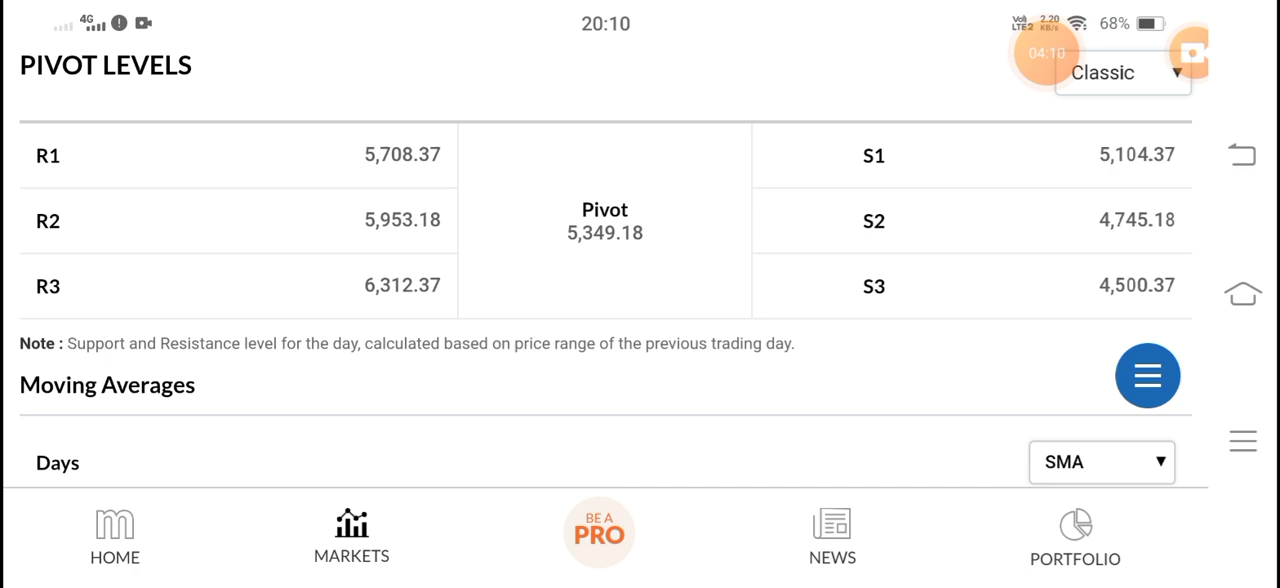 4G 20:10 Vo) LTE2 2.20 KB/s 68%
04:10
PIVOT LEVELS
Classic
R1 5,708.37
R2 5,953.18
R3 6,312.37
Pivot
5,349.18
S1 5,104.37
S2 4,745.18
S3 4,500.37
Note : Support and Resistance level for the day, calculated based on price range of the previous trading day.
Moving Averages
Days SMA
m
HOME
MARKETS
BE A
PRO
NEWS
PORTFOLIO